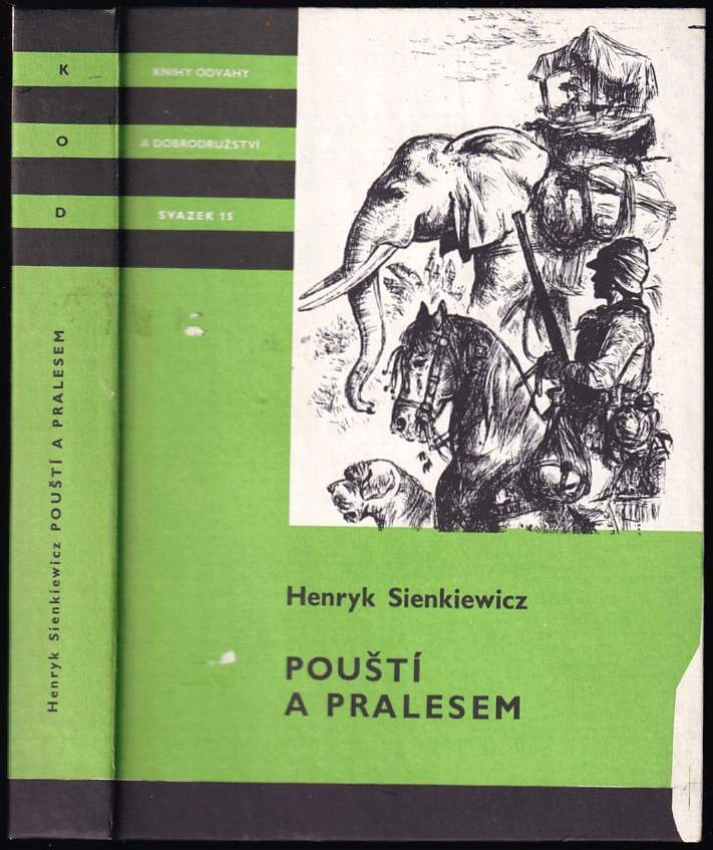 K
O
D
Henryk Sienkiewicz POUŠTÍ A PRALESEM
KNIHY ODVAHY
A DOBRODRUŽSTVÍ
SVAZEK 15
Henryk Sienkiewicz
POUŠTÍ
A PRALESEM